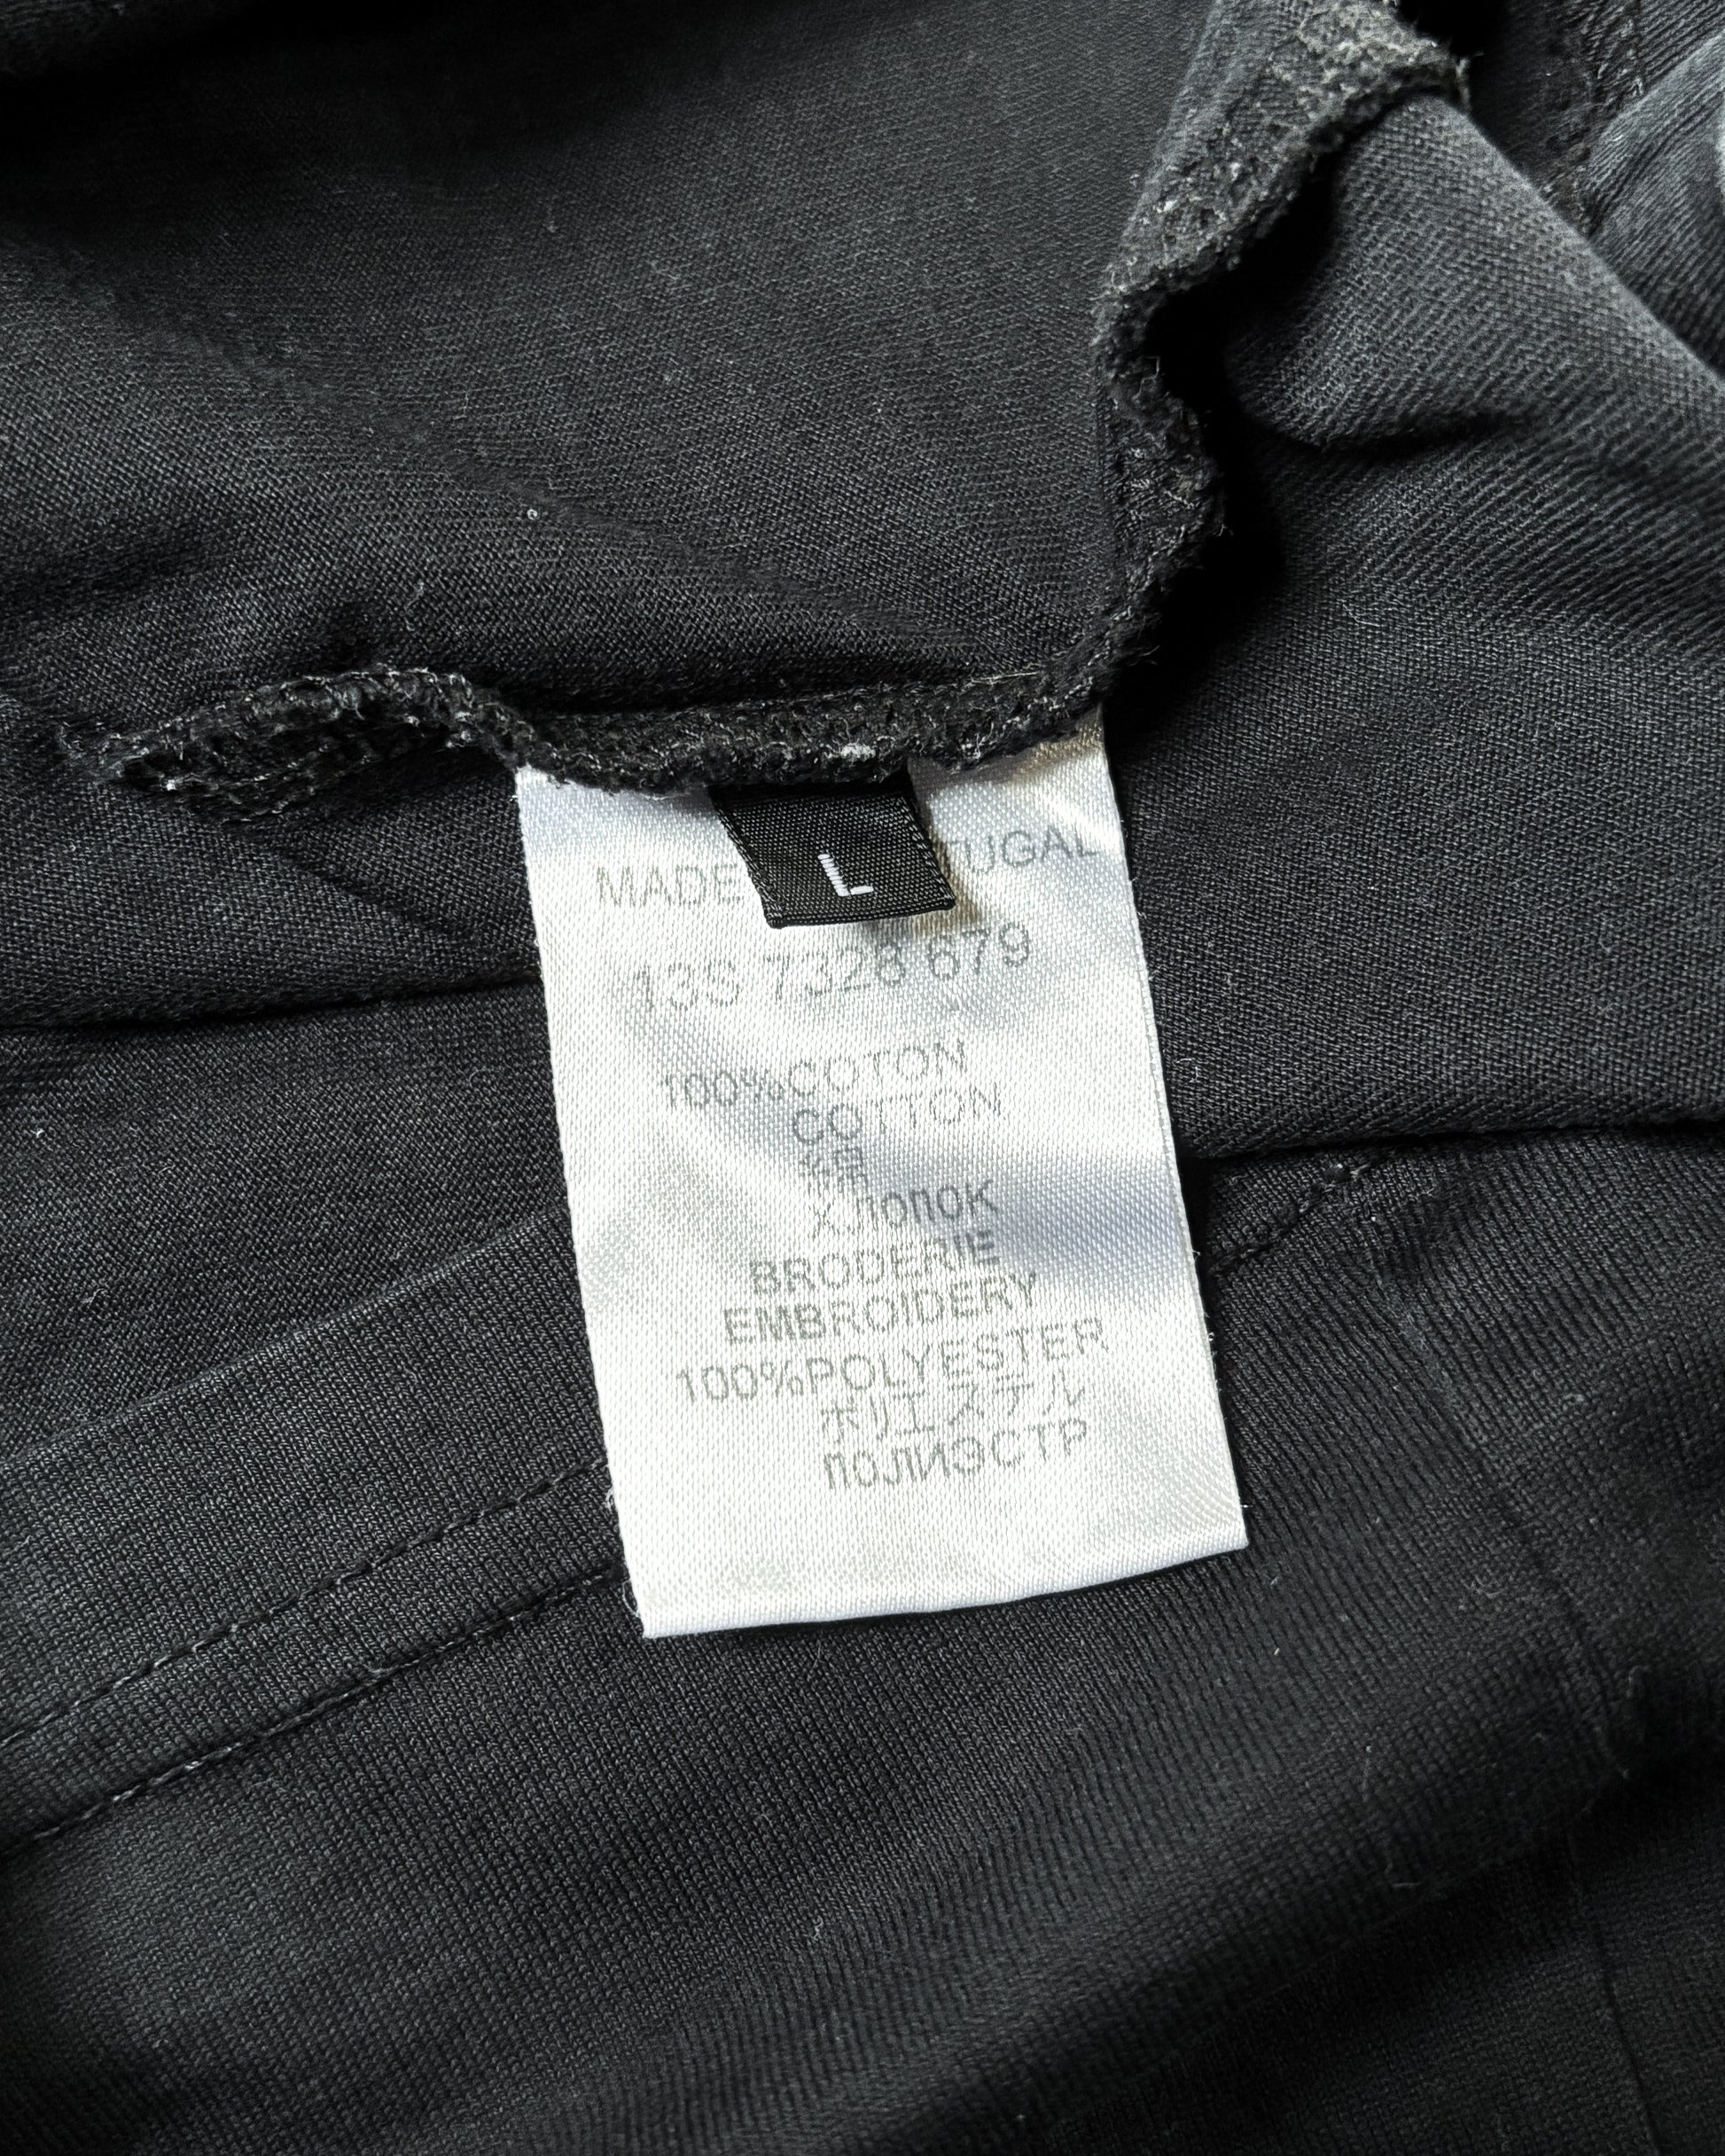 L
MADE TUGAL
13S 7328 679
100%COTON
COTTON
綿
ХЛОПОК
BRODERIE
EMBROIDERY
100%POLYESTER
ポリエステル
ПОЛИЭСТР